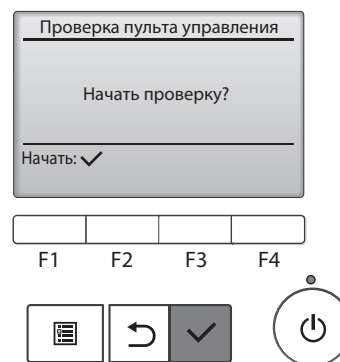 Проверка пульта управления
Начать проверку?
Начать: ✓
F1 F2 F3 F4